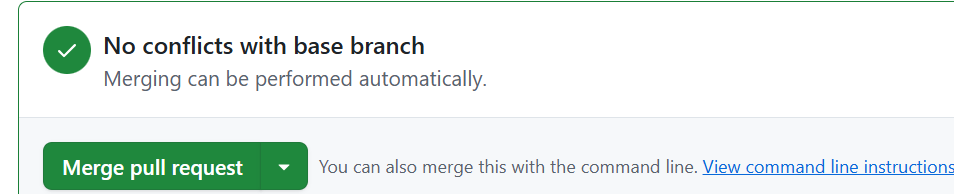 No conflicts with base branch
Merging can be performed automatically.
Merge pull request
You can also merge this with the command line. View command line instructions